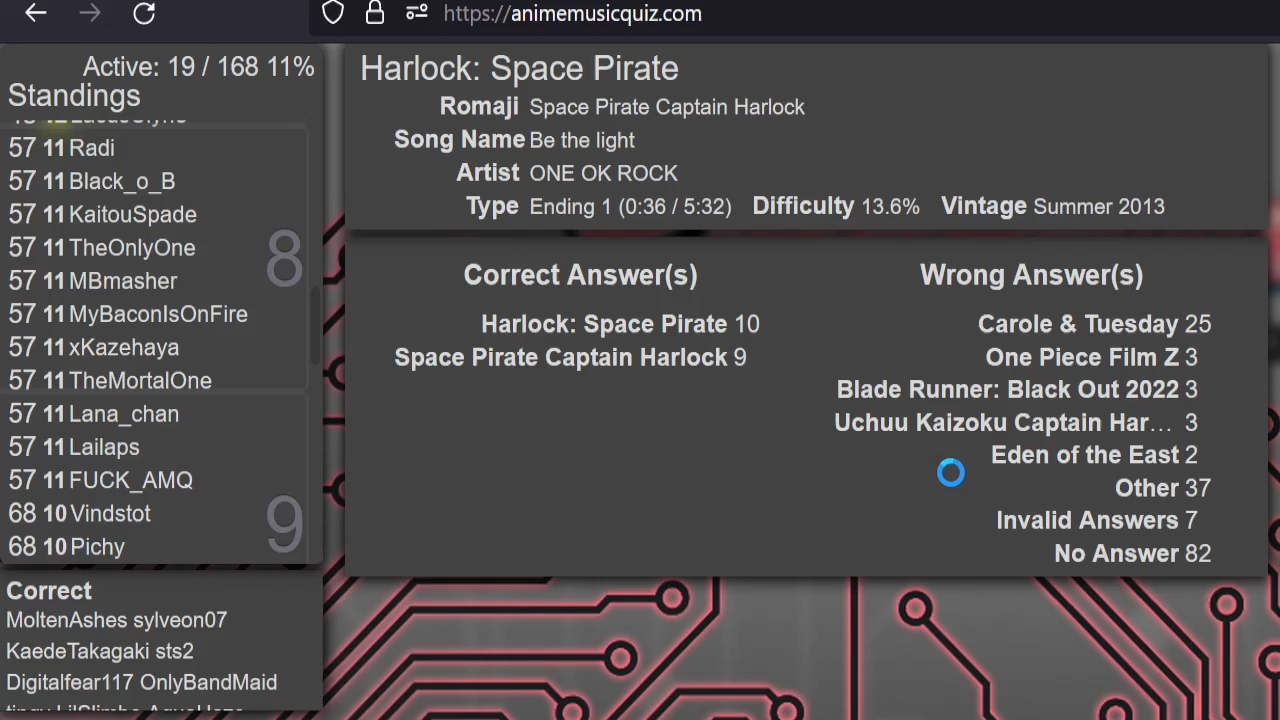 https://animemusicquiz.com
Active: 19 / 168 11%
Standings
57 11 Radi
57 11 Black_o_B
57 11 KaitouSpade
57 11 TheOnlyOne
8
57 11 MBmasher
57 11 MyBaconIsOnFire
57 11 xKazehaya
57 11 TheMortalOne
57 11 Lana_chan
57 11 Lailaps
57 11 FUCK_AMQ
68 10 Vindstot
9
68 10 Pichy
Correct
MoltenAshes sylveon07
KaedeTakagaki sts2
Digitalfear117 OnlyBandMaid
Harlock: Space Pirate
Romaji Space Pirate Captain Harlock
Song Name Be the light
Artist ONE OK ROCK
Type Ending 1 (0:36 / 5:32) Difficulty 13.6% Vintage Summer 2013
Correct Answer(s)
Harlock: Space Pirate 10
Space Pirate Captain Harlock 9
Wrong Answer(s)
Carole & Tuesday 25
One Piece Film Z 3
Blade Runner: Black Out 2022 3
Uchuu Kaizoku Captain Har... 3
Eden of the East 2
Other 37
Invalid Answers 7
No Answer 82